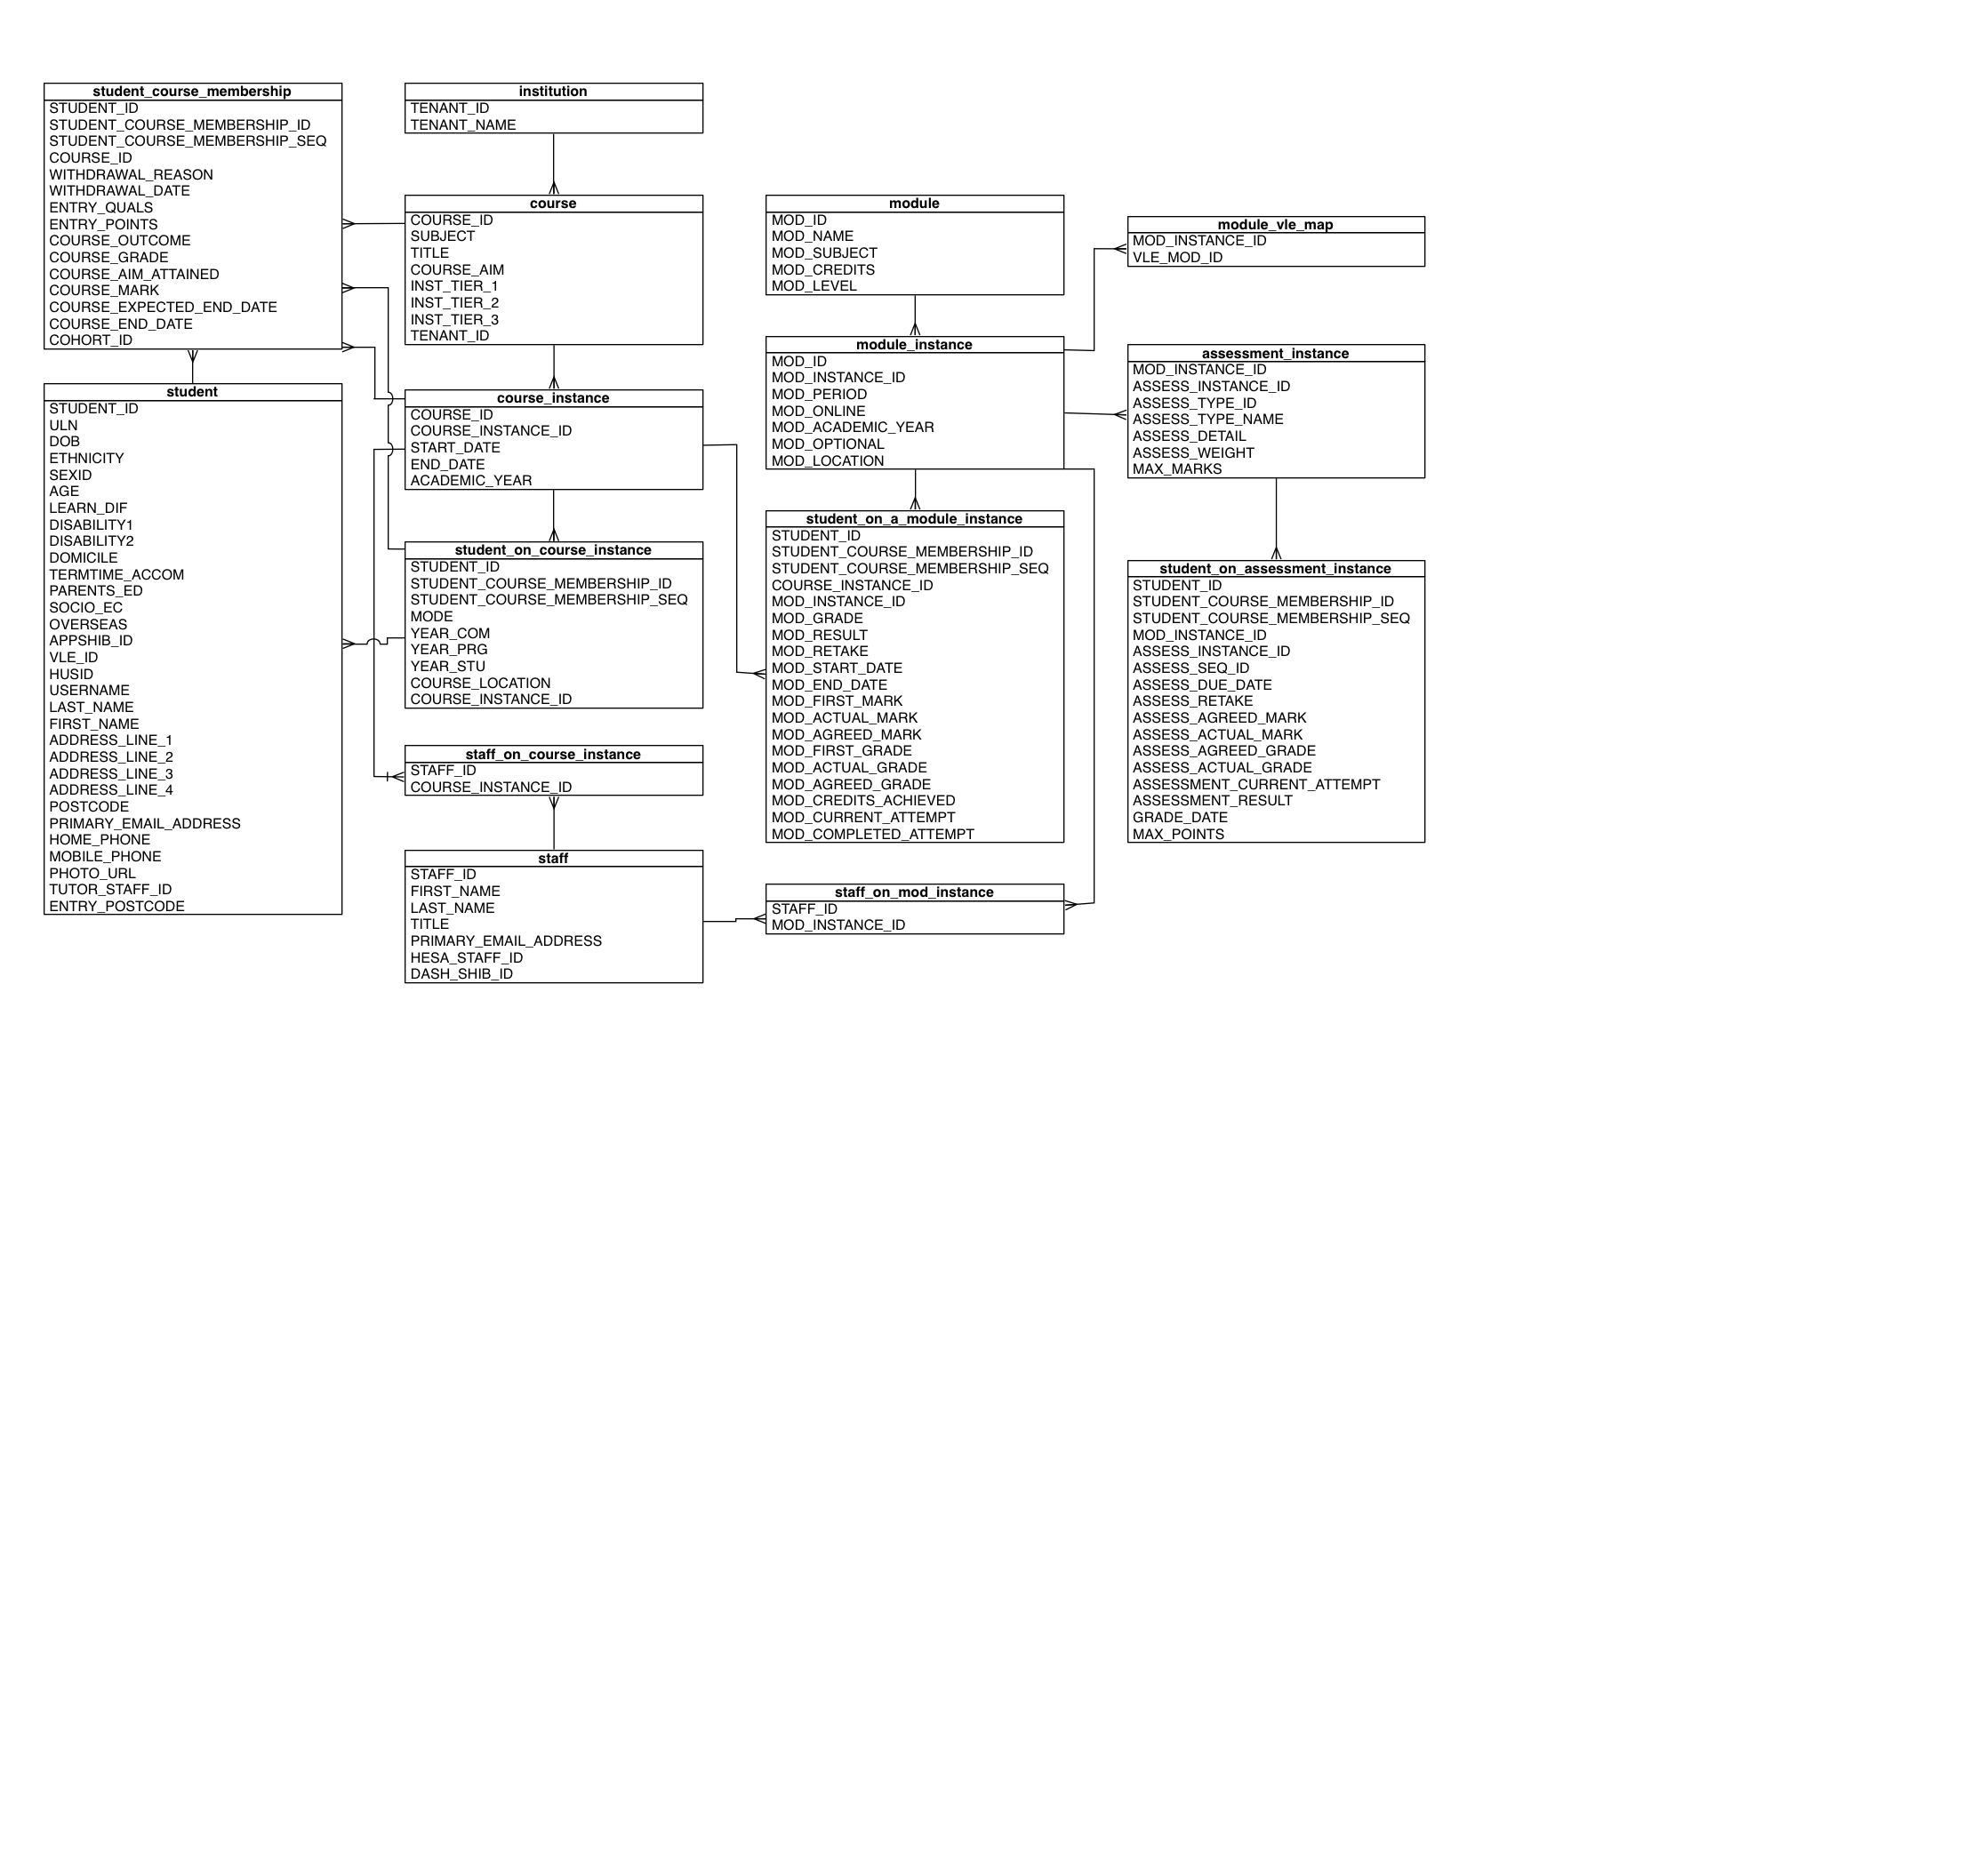 student_course_membership
STUDENT_ID
STUDENT_COURSE_MEMBERSHIP_ID
STUDENT_COURSE_MEMBERSHIP_SEQ
COURSE_ID
WITHDRAWAL_REASON
WITHDRAWAL_DATE
ENTRY_QUALS
ENTRY_POINTS
COURSE_OUTCOME
COURSE_GRADE
COURSE_AIM_ATTAINED
COURSE_MARK
COURSE_EXPECTED_END_DATE
COURSE_END_DATE
COHORT_ID
student
STUDENT_ID
ULN
DOB
ETHNICITY
SEXID
AGE
LEARN_DIF
DISABILITY1
DISABILITY2
DOMICILE
TERMTIME_ACCOM
PARENTS_ED
SOCIO_EC
OVERSEAS
APPSHIB_ID
VLE_ID
HUSID
USERNAME
LAST_NAME
FIRST_NAME
ADDRESS_LINE_1
ADDRESS_LINE_2
ADDRESS_LINE_3
ADDRESS_LINE_4
POSTCODE
PRIMARY_EMAIL_ADDRESS
HOME_PHONE
MOBILE_PHONE
PHOTO_URL
TUTOR_STAFF_ID
ENTRY_POSTCODE
institution
TENANT_ID
TENANT_NAME
course
COURSE_ID
SUBJECT
TITLE
COURSE_AIM
INST_TIER_1
INST_TIER_2
INST_TIER_3
TENANT_ID
course_instance
COURSE_ID
COURSE_INSTANCE_ID
START_DATE
END_DATE
ACADEMIC_YEAR
student_on_course_instance
STUDENT_ID
STUDENT_COURSE_MEMBERSHIP_ID
STUDENT_COURSE_MEMBERSHIP_SEQ
MODE
YEAR_COM
YEAR_PRG
YEAR_STU
COURSE_LOCATION
COURSE_INSTANCE_ID
staff_on_course_instance
STAFF_ID
COURSE_INSTANCE_ID
staff
STAFF_ID
FIRST_NAME
LAST_NAME
TITLE
PRIMARY_EMAIL_ADDRESS
HESA_STAFF_ID
DASH_SHIB_ID
module
MOD_ID
MOD_NAME
MOD_SUBJECT
MOD_CREDITS
MOD_LEVEL
module_instance
MOD_ID
MOD_INSTANCE_ID
MOD_PERIOD
MOD_ONLINE
MOD_ACADEMIC_YEAR
MOD_OPTIONAL
MOD_LOCATION
student_on_a_module_instance
STUDENT_ID
STUDENT_COURSE_MEMBERSHIP_ID
STUDENT_COURSE_MEMBERSHIP_SEQ
COURSE_INSTANCE_ID
MOD_INSTANCE_ID
MOD_GRADE
MOD_RESULT
MOD_RETAKE
MOD_START_DATE
MOD_END_DATE
MOD_FIRST_MARK
MOD_ACTUAL_MARK
MOD_AGREED_MARK
MOD_FIRST_GRADE
MOD_ACTUAL_GRADE
MOD_AGREED_GRADE
MOD_CREDITS_ACHIEVED
MOD_CURRENT_ATTEMPT
MOD_COMPLETED_ATTEMPT
staff_on_mod_instance
STAFF_ID
MOD_INSTANCE_ID
module_vle_map
MOD_INSTANCE_ID
VLE_MOD_ID
assessment_instance
MOD_INSTANCE_ID
ASSESS_INSTANCE_ID
ASSESS_TYPE_ID
ASSESS_TYPE_NAME
ASSESS_DETAIL
ASSESS_WEIGHT
MAX_MARKS
student_on_assessment_instance
STUDENT_ID
STUDENT_COURSE_MEMBERSHIP_ID
STUDENT_COURSE_MEMBERSHIP_SEQ
MOD_INSTANCE_ID
ASSESS_INSTANCE_ID
ASSESS_SEQ_ID
ASSESS_DUE_DATE
ASSESS_RETAKE
ASSESS_AGREED_MARK
ASSESS_ACTUAL_MARK
ASSESS_AGREED_GRADE
ASSESS_ACTUAL_GRADE
ASSESSMENT_CURRENT_ATTEMPT
ASSESSMENT_RESULT
GRADE_DATE
MAX_POINTS